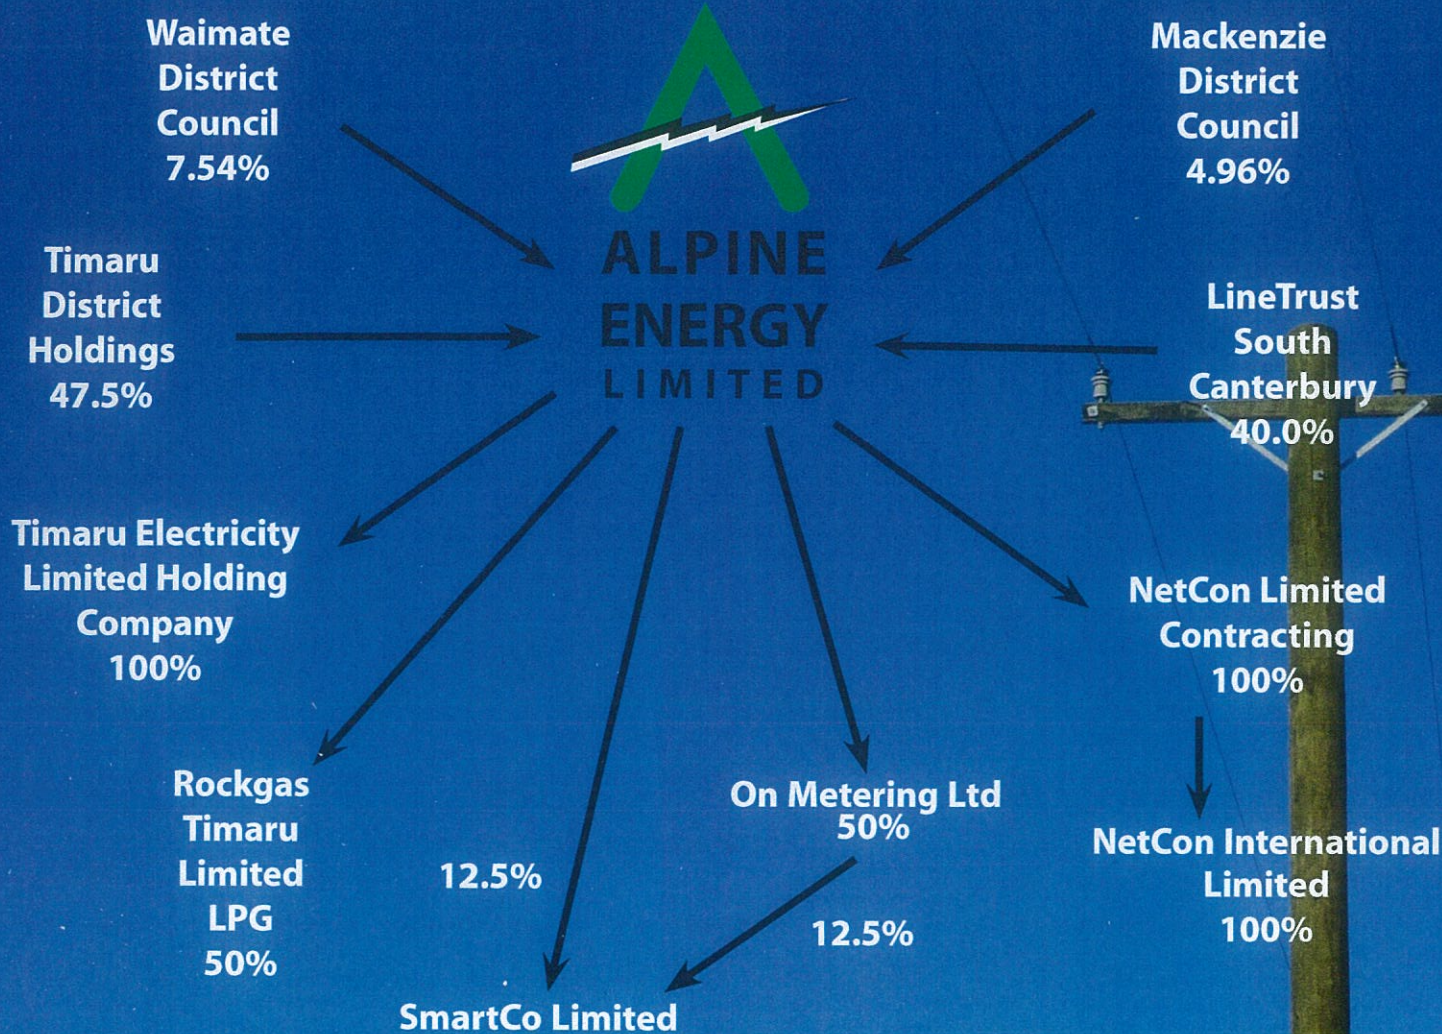 Waimate
District
Council
7.54%
Mackenzie
District
Council
4.96%
ALPINE
ENERGY
LIMITED
Timaru
District
Holdings
47.5%
LineTrust
South
Canterbury
40.0%
Timaru Electricity
Limited Holding
Company
100%
NetCon Limited
Contracting
100%
Rockgas
Timaru
Limited
LPG
50%
12.5%
On Metering Ltd
50%
12.5%
NetCon International
Limited
100%
SmartCo Limited